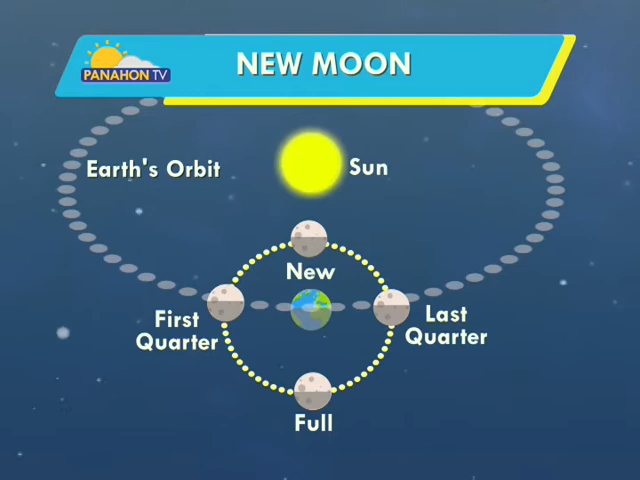 NEW MOON
PANAHON TV
Earth's Orbit
Sun
New
First
Quarter
Last
Quarter
Full